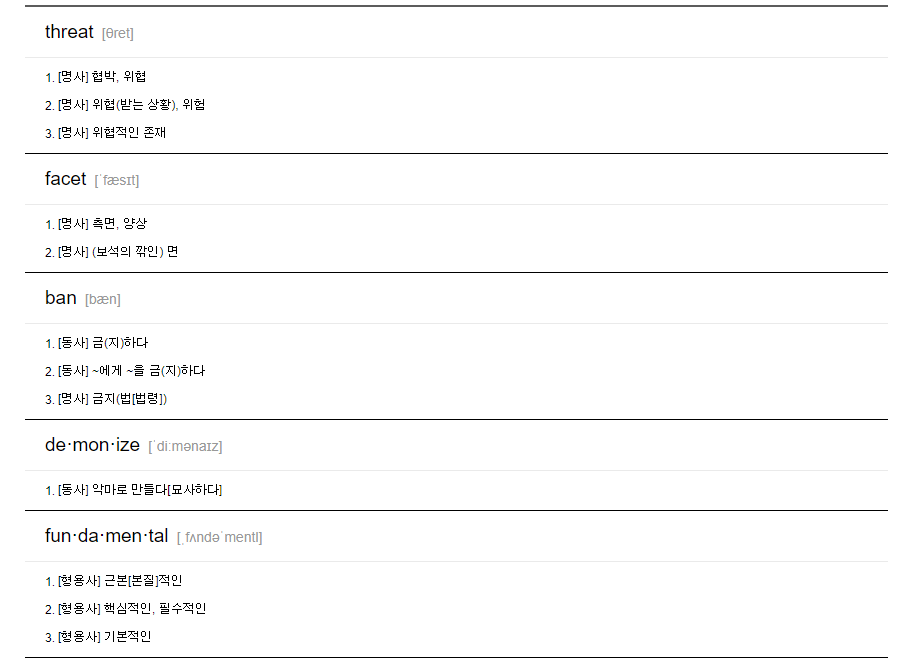 threat [θret]
1. [명사] 협박, 위협
2. [명사] 위협(받는 상황), 위험
3. [명사] 위협적인 존재
facet [ˈfæsɪt]
1. [명사] 측면, 양상
2. [명사] (보석의 깎인) 면
ban [bæn]
1. [동사] 금(지)하다
2. [동사] ~에게 ~을 금(지)하다
3. [명사] 금지(법[법령])
de·mon·ize [ˈdiːmənaɪz]
1. [동사] 악마로 만들다[묘사하다]
fun·da·men·tal [ˌfʌndəˈmentl]
1. [형용사] 근본[본질]적인
2. [형용사] 핵심적인, 필수적인
3. [형용사] 기본적인